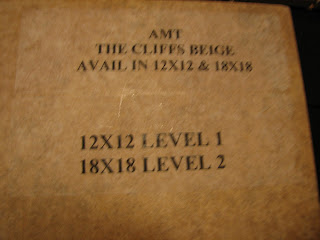 AMT
THE CLIFFS BEIGE
AVAIL IN 12X12 & 18X18
12X12 LEVEL 1
18X18 LEVEL 2